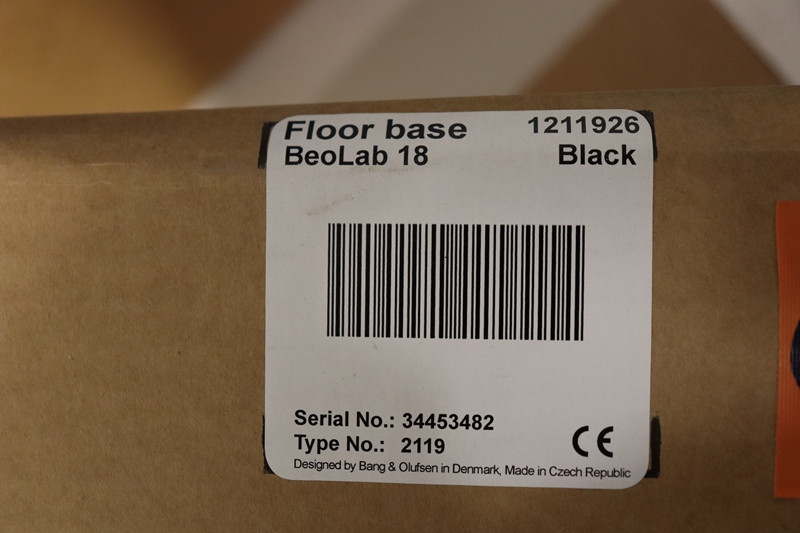 Floor base 1211926
BeoLab 18 Black
Serial No.: 34453482
Type No.: 2119
CE
Designed by Bang & Olufsen in Denmark, Made in Czech Republic